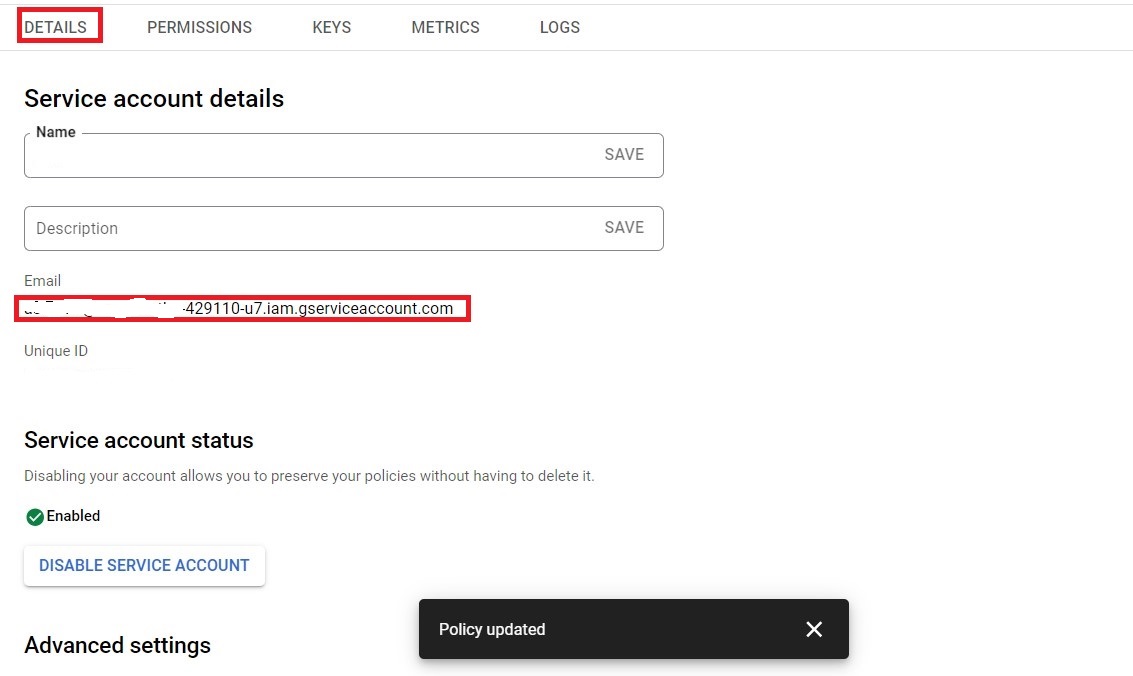 DETAILS PERMISSIONS KEYS METRICS LOGS
Service account details
Name
SAVE
Description SAVE
Email
-429110-u7.iam.gserviceaccount.com
Unique ID
Service account status
Disabling your account allows you to preserve your policies without having to delete it.
Enabled
DISABLE SERVICE ACCOUNT
Policy updated
Advanced settings